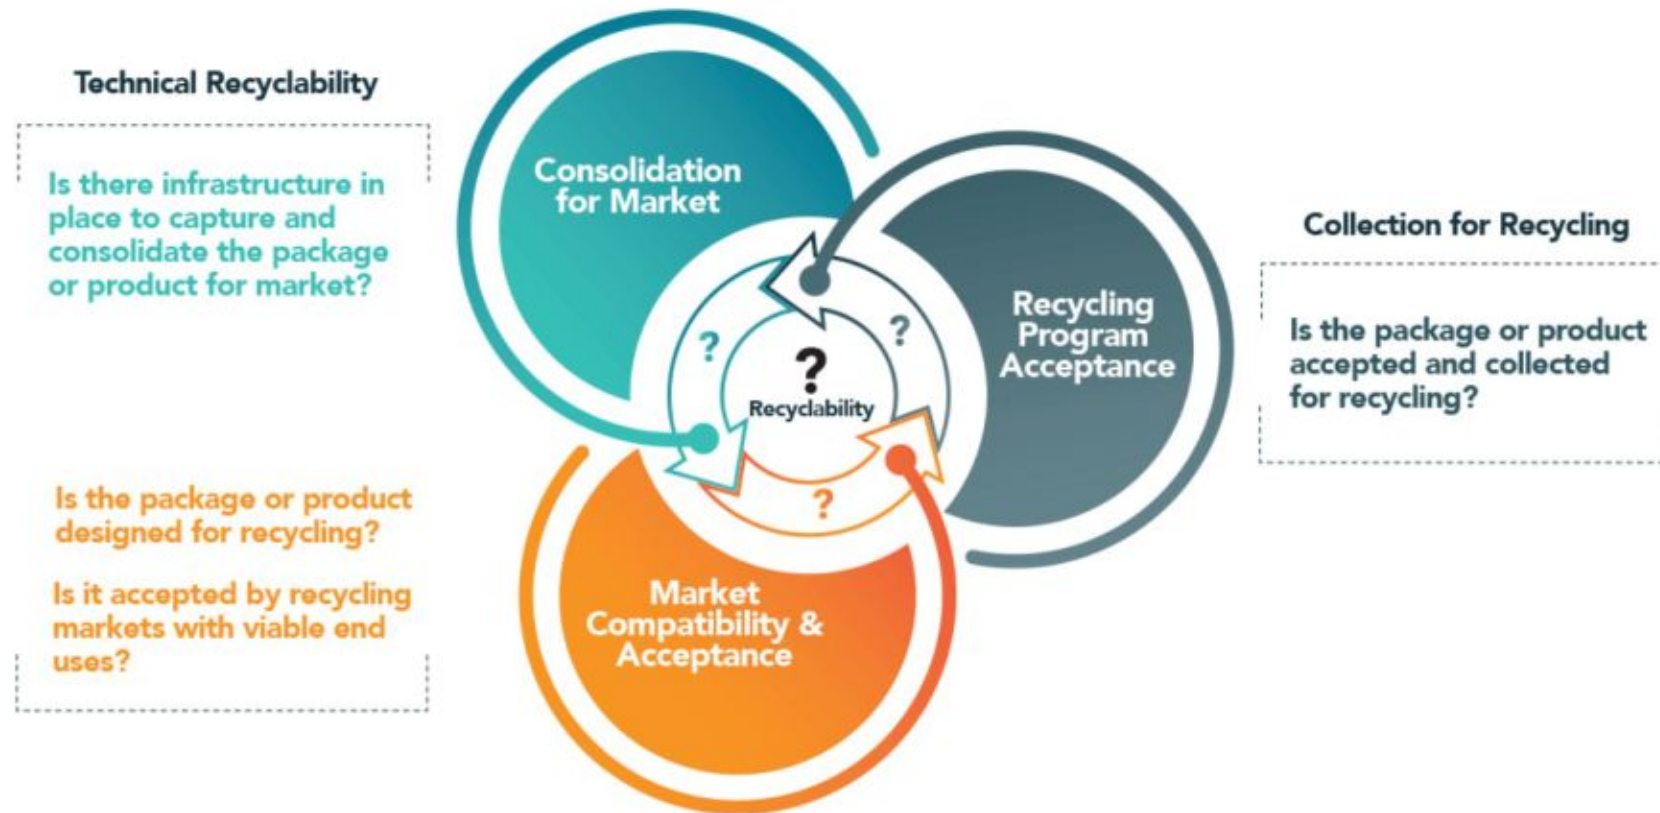 Technical Recyclability
Is there infrastructure in
place to capture and
consolidate the package
or product for market?
Is the package or product
designed for recycling?
Is it accepted by recycling
markets with viable end
uses?
Consolidation
for Market
?
?
?
Recyclability
?
Recycling
Program
Acceptance
Market
Compatibility &
Acceptance
Collection for Recycling
Is the package or product
accepted and collected
for recycling?